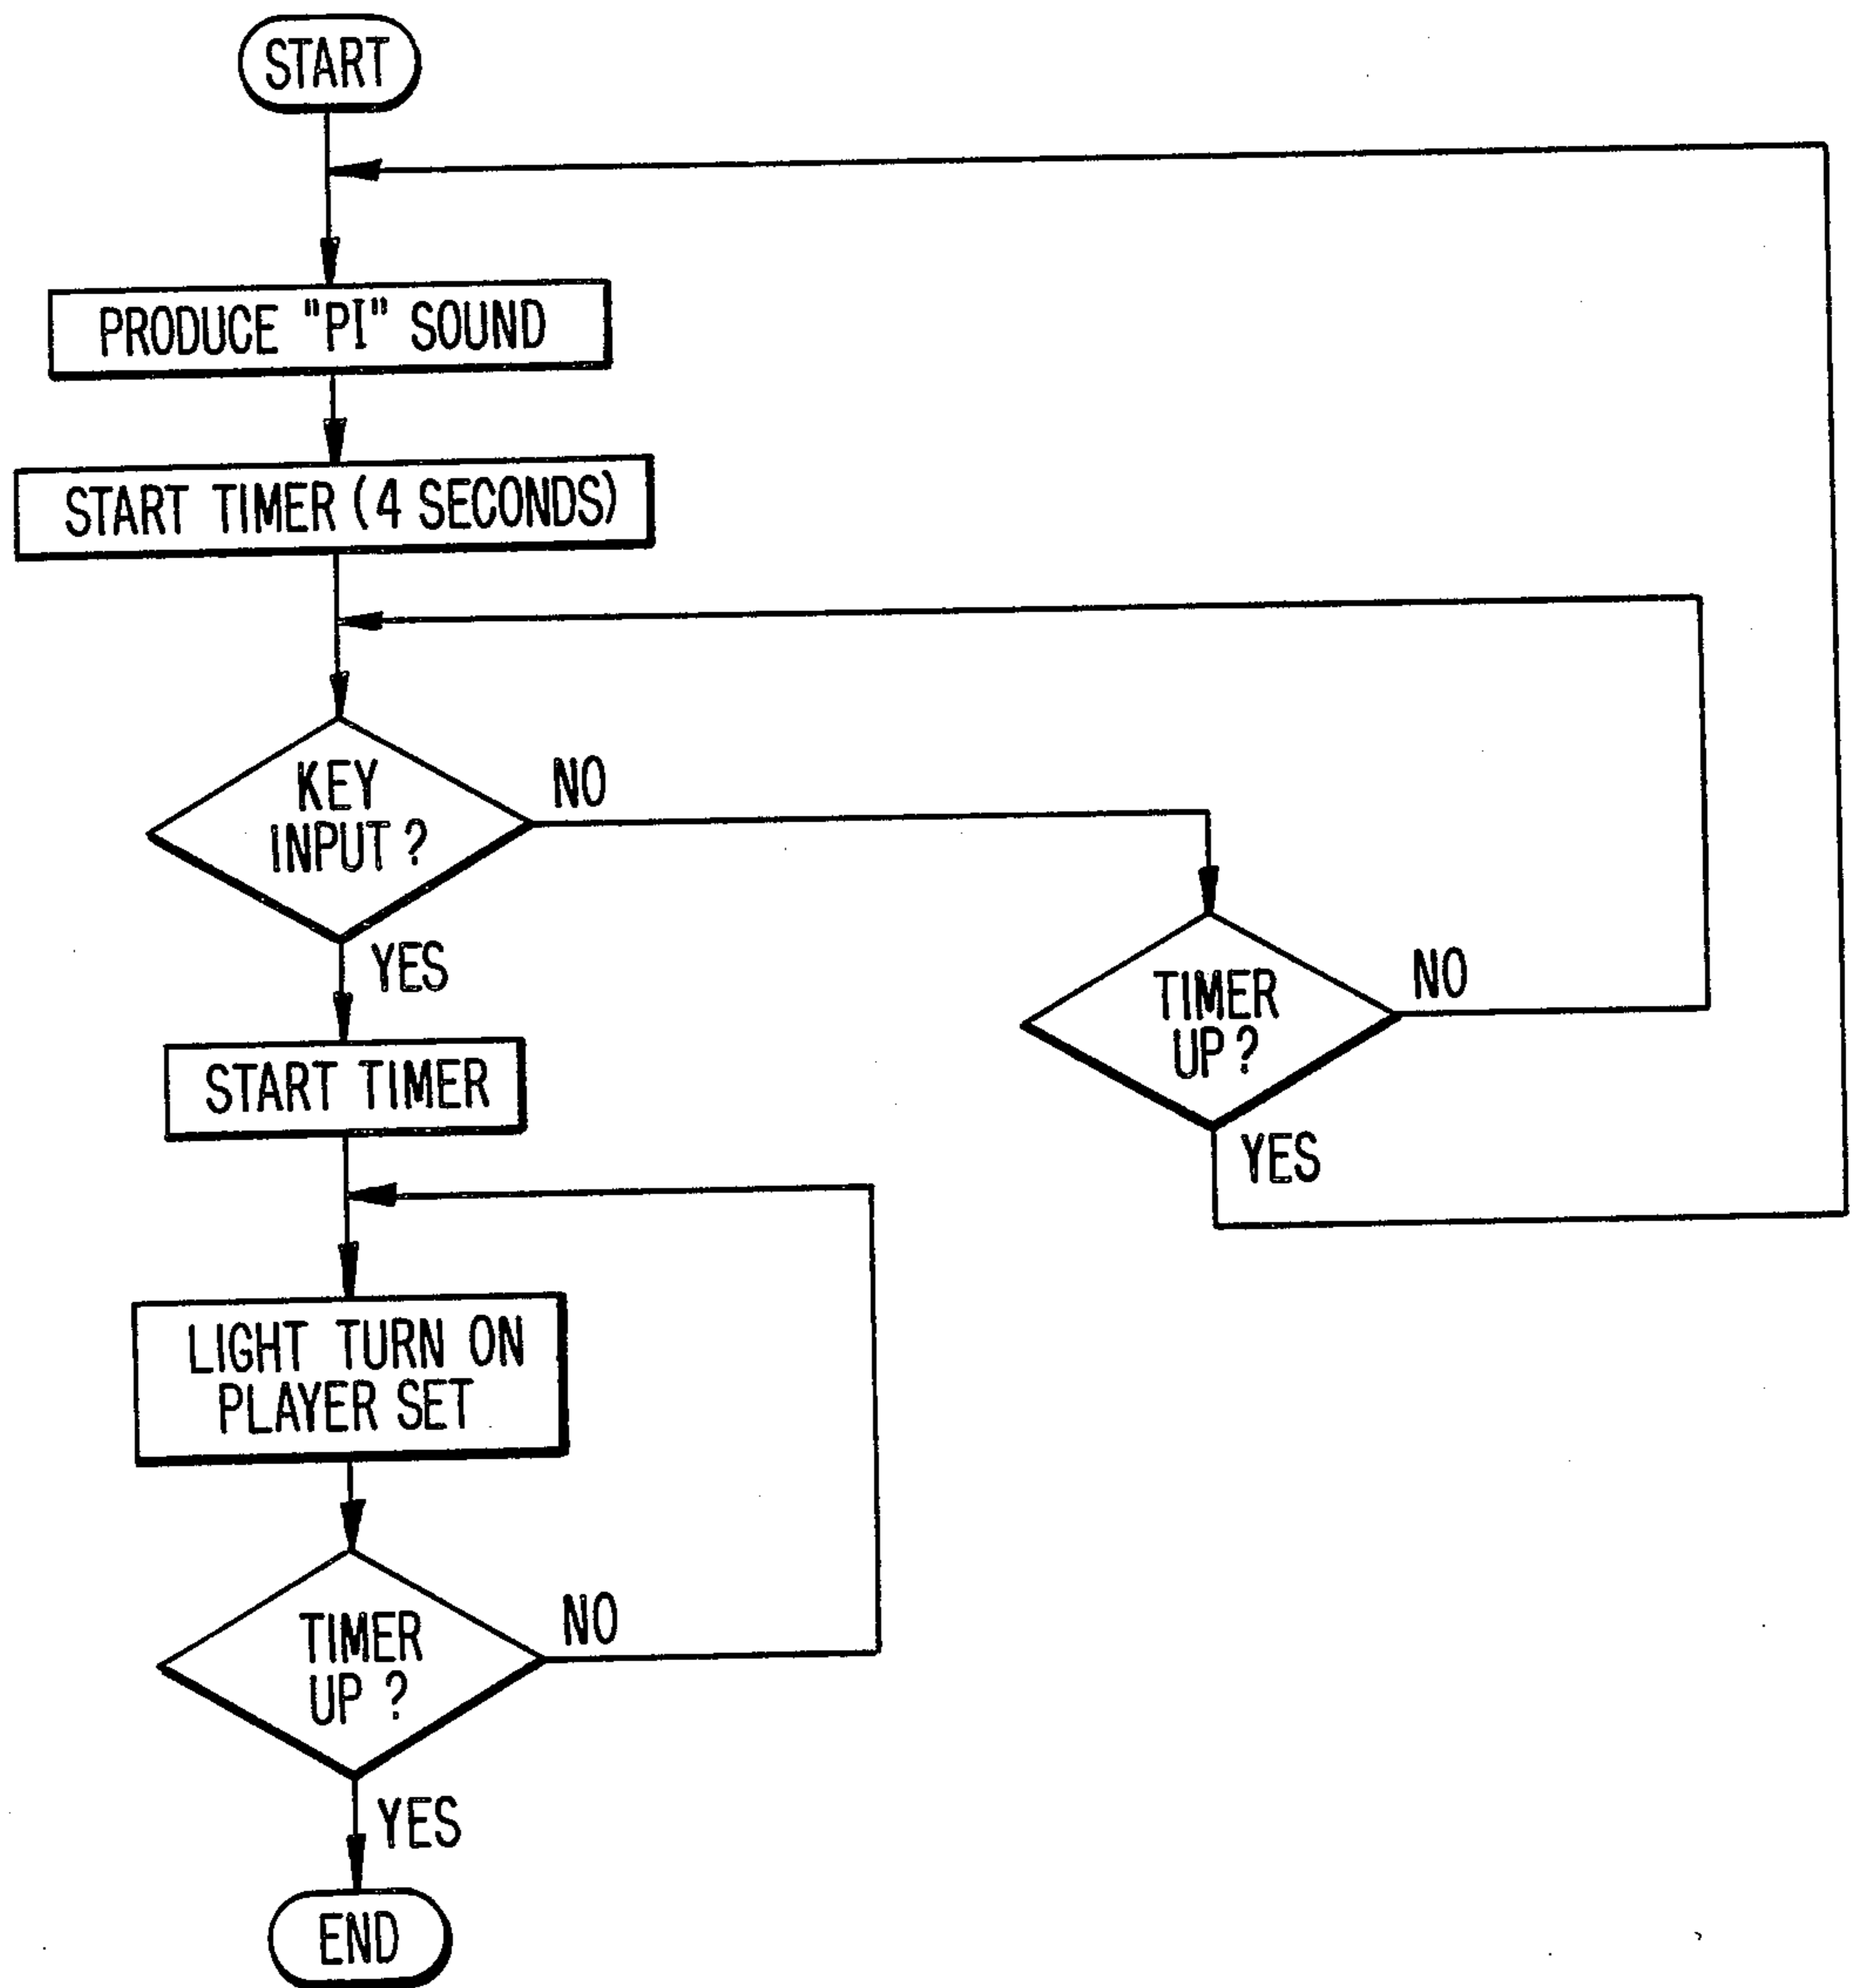 START
PRODUCE "PI" SOUND
START TIMER (4 SECONDS)
KEY
INPUT?
NO
YES
START TIMER
TIMER
UP?
NO
YES
LIGHT TURN ON
PLAYER SET
TIMER
UP?
NO
YES
END